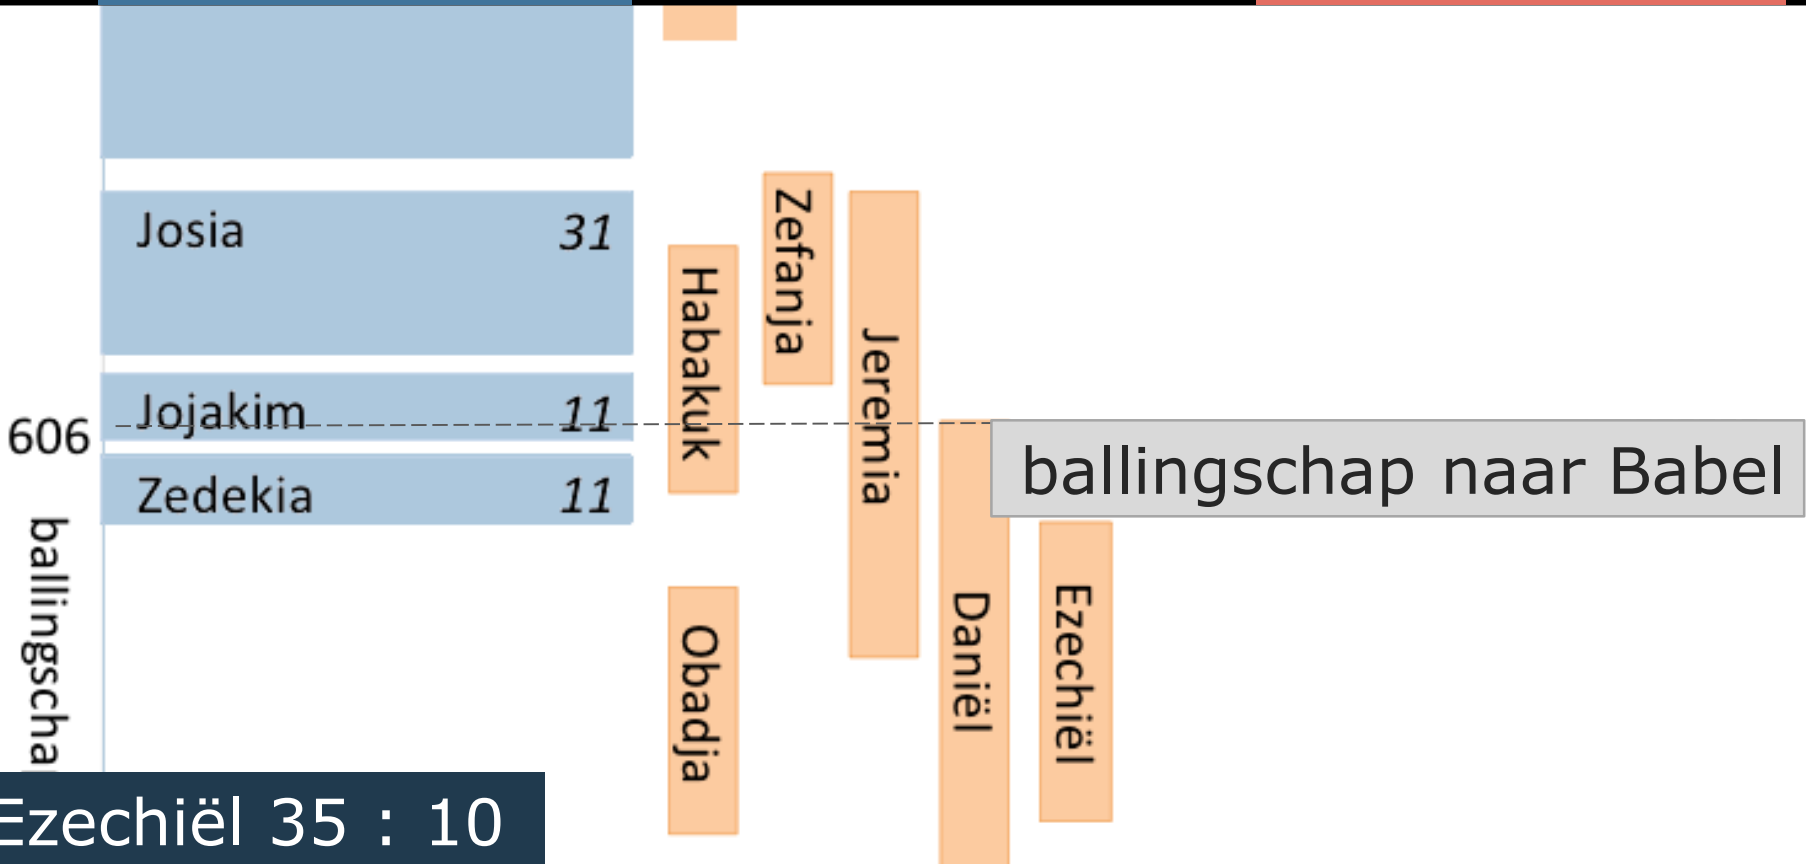 Josia 31
Zefanja
Habakuk
Jeremia
Jojakim 11
606
ballingschap naar Babel
Zedekia 11
ballingscha
Obadja
Daniël
Ezechiël
Ezechiël 35 : 10